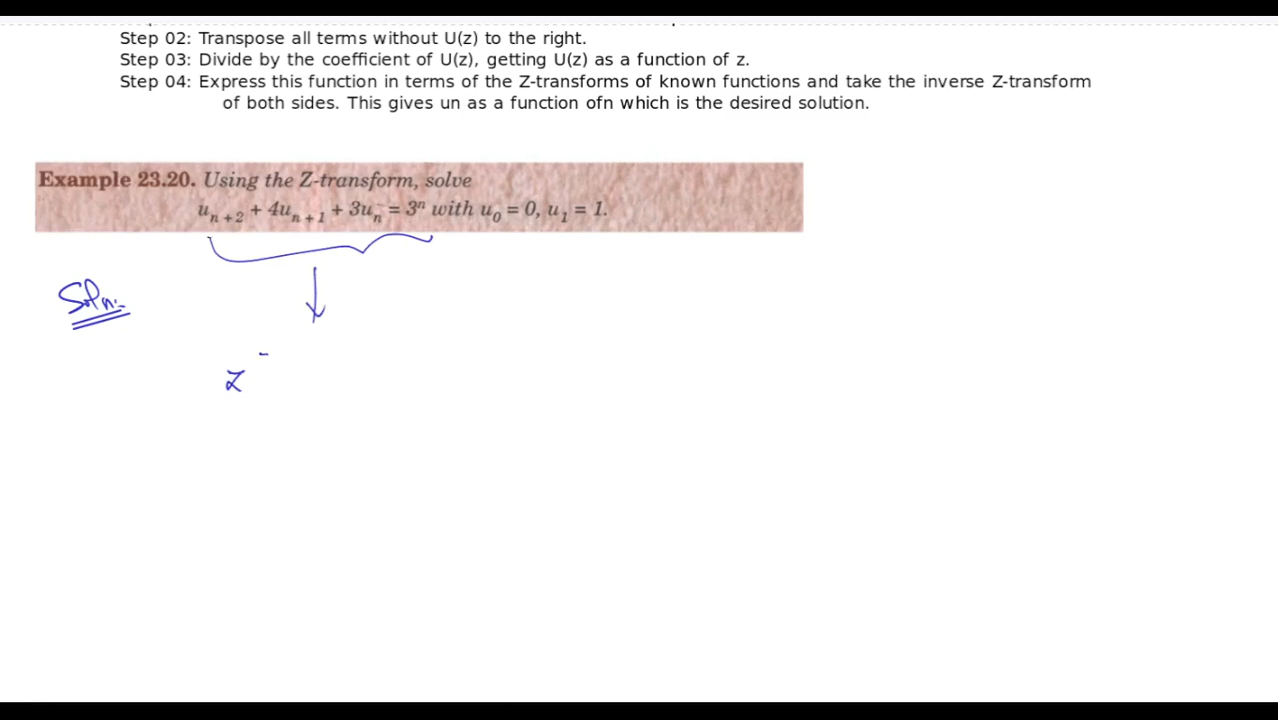 Step 02: Transpose all terms without U(z) to the right.
Step 03: Divide by the coefficient of U(z), getting U(z) as a function of z.
Step 04: Express this function in terms of the Z-transforms of known functions and take the inverse Z-transform
of both sides. This gives un as a function ofn which is the desired solution.
Example 23.20. Using the Z-transform, solve
uₙ₊₂ + 4uₙ₊₁ + 3uₙ = 3ⁿ with u₀ = 0, u₁ = 1.
Soln:-
z